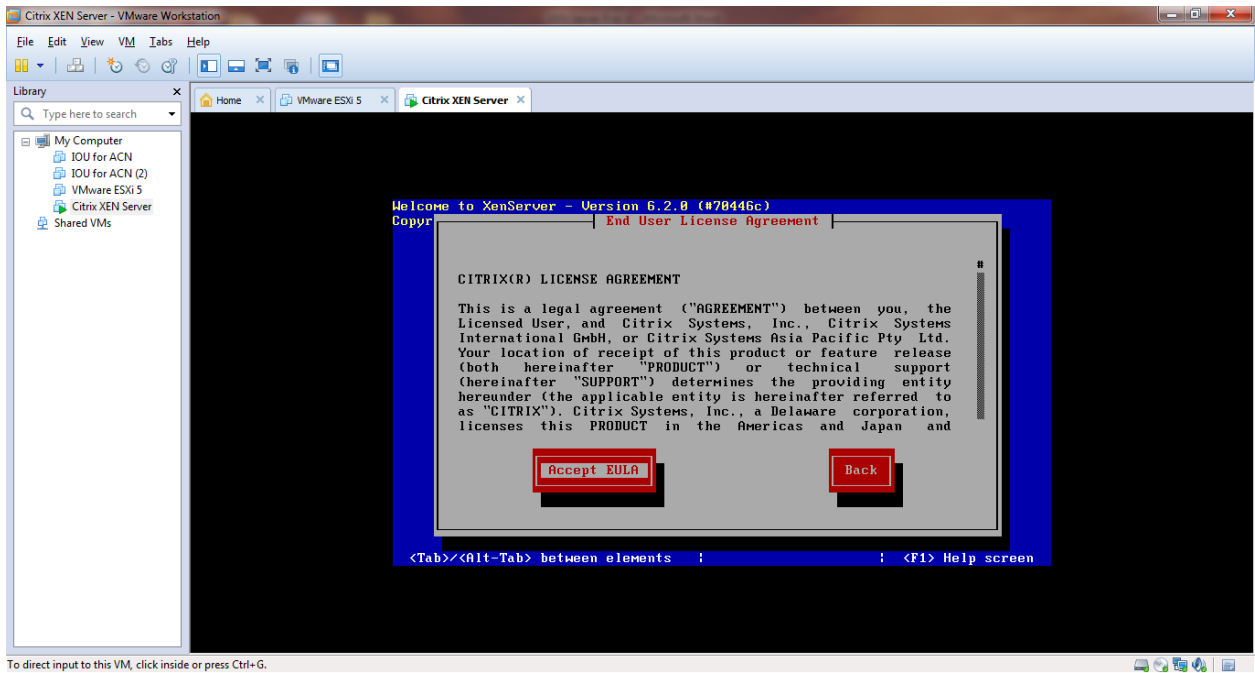 Citrix XEN Server - VMware Workstation
File Edit View VM Tabs Help
Library
Home
VMware ESXi 5
Citrix XEN Server
Type here to search
My Computer
IOU for ACN
IOU for ACN (2)
VMware ESXi 5
Citrix XEN Server
Shared VMs
Welcome to XenServer - Version 6.2.0 (#70446c)
Copyr
End User License Agreement
CITRIX(R) LICENSE AGREEMENT
This is a legal agreement ("AGREEMENT") between you, the
Licensed User, and Citrix Systems, Inc., Citrix Systems
International GmbH, or Citrix Systems Asia Pacific Pty Ltd.
Your location of receipt of this product or feature release
(both hereinafter "PRODUCT") or technical support
(hereinafter "SUPPORT") determines the providing entity
hereunder (the applicable entity is hereinafter referred to
as "CITRIX"). Citrix Systems, Inc., a Delaware corporation,
licenses this PRODUCT in the Americas and Japan and
Accept EULA
Back
<Tab>/<Alt-Tab> between elements | | <F1> Help screen
To direct input to this VM, click inside or press Ctrl+G.